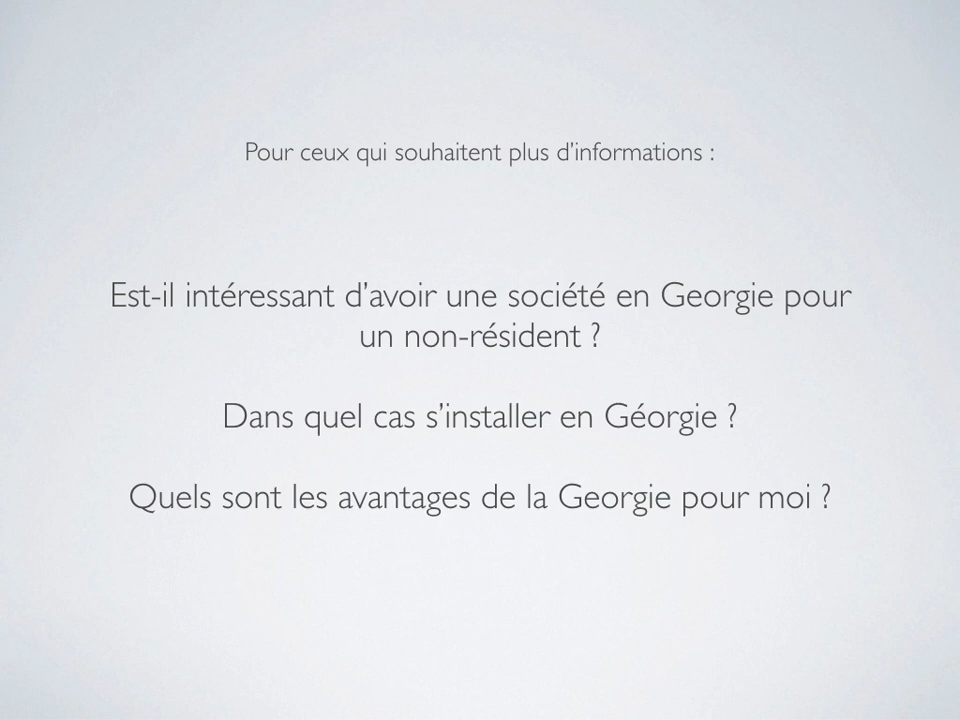 Pour ceux qui souhaitent plus d'informations :
Est-il intéressant d'avoir une société en Georgie pour
un non-résident ?
Dans quel cas s'installer en Géorgie ?
Quels sont les avantages de la Georgie pour moi ?